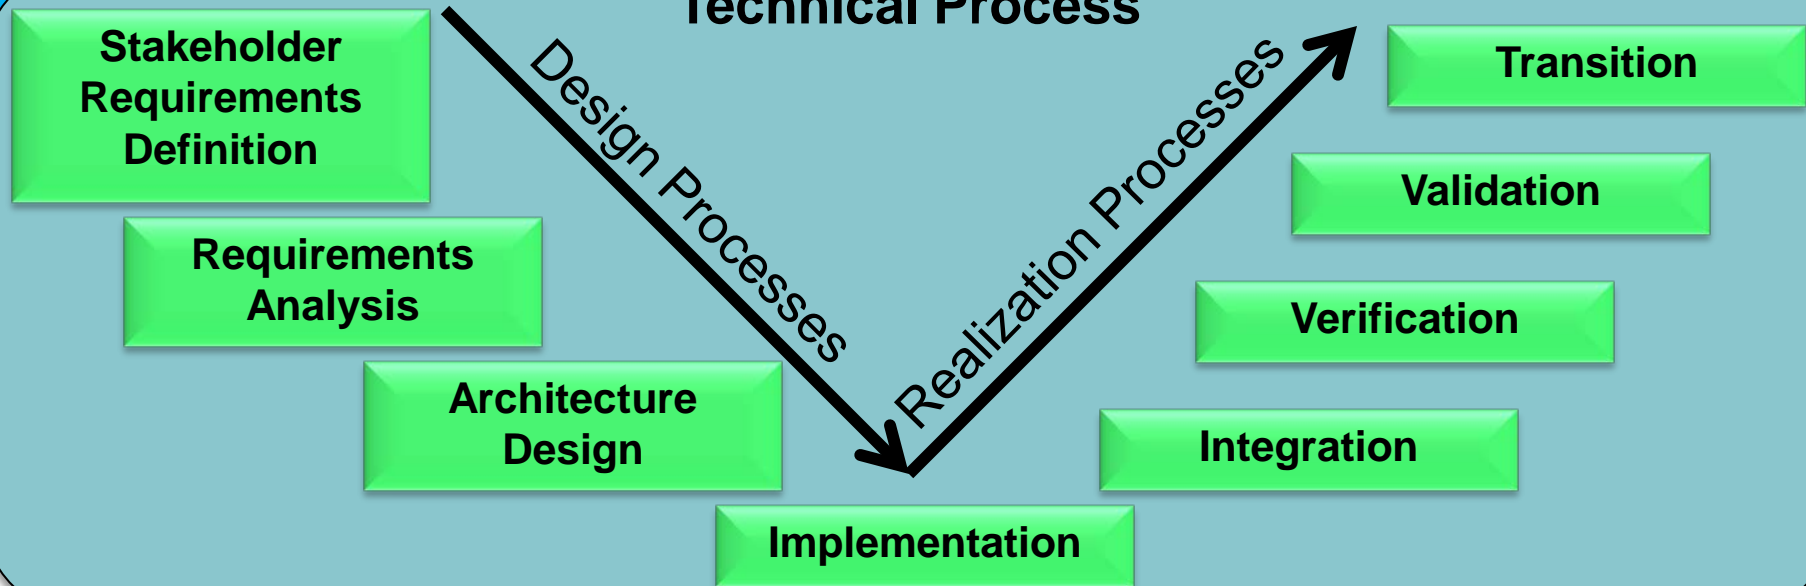 Technical Process
Stakeholder
Requirements
Definition
Requirements
Analysis
Architecture
Design
Implementation
Design Processes
Realization Processes
Transition
Validation
Verification
Integration